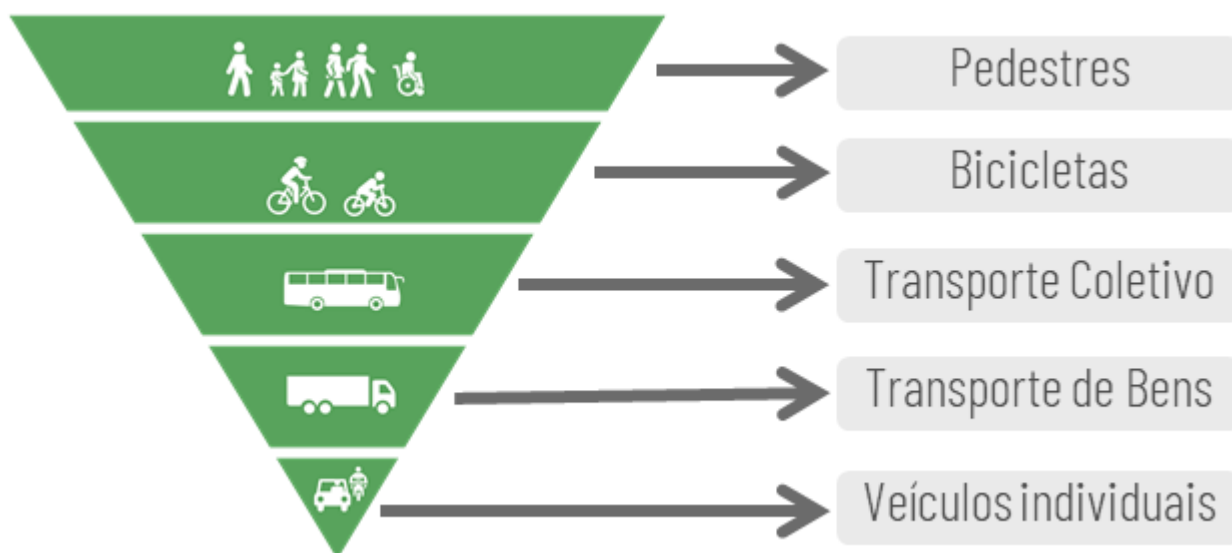 Pedestres
Bicicletas
Transporte Coletivo
Transporte de Bens
Veículos individuais